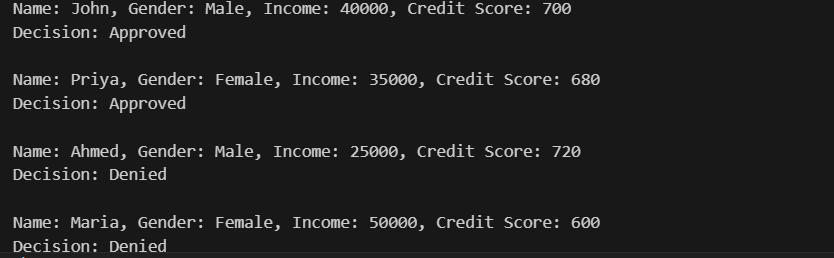 Name: John, Gender: Male, Income: 40000, Credit Score: 700
Decision: Approved
Name: Priya, Gender: Female, Income: 35000, Credit Score: 680
Decision: Approved
Name: Ahmed, Gender: Male, Income: 25000, Credit Score: 720
Decision: Denied
Name: Maria, Gender: Female, Income: 50000, Credit Score: 600
Decision: Denied